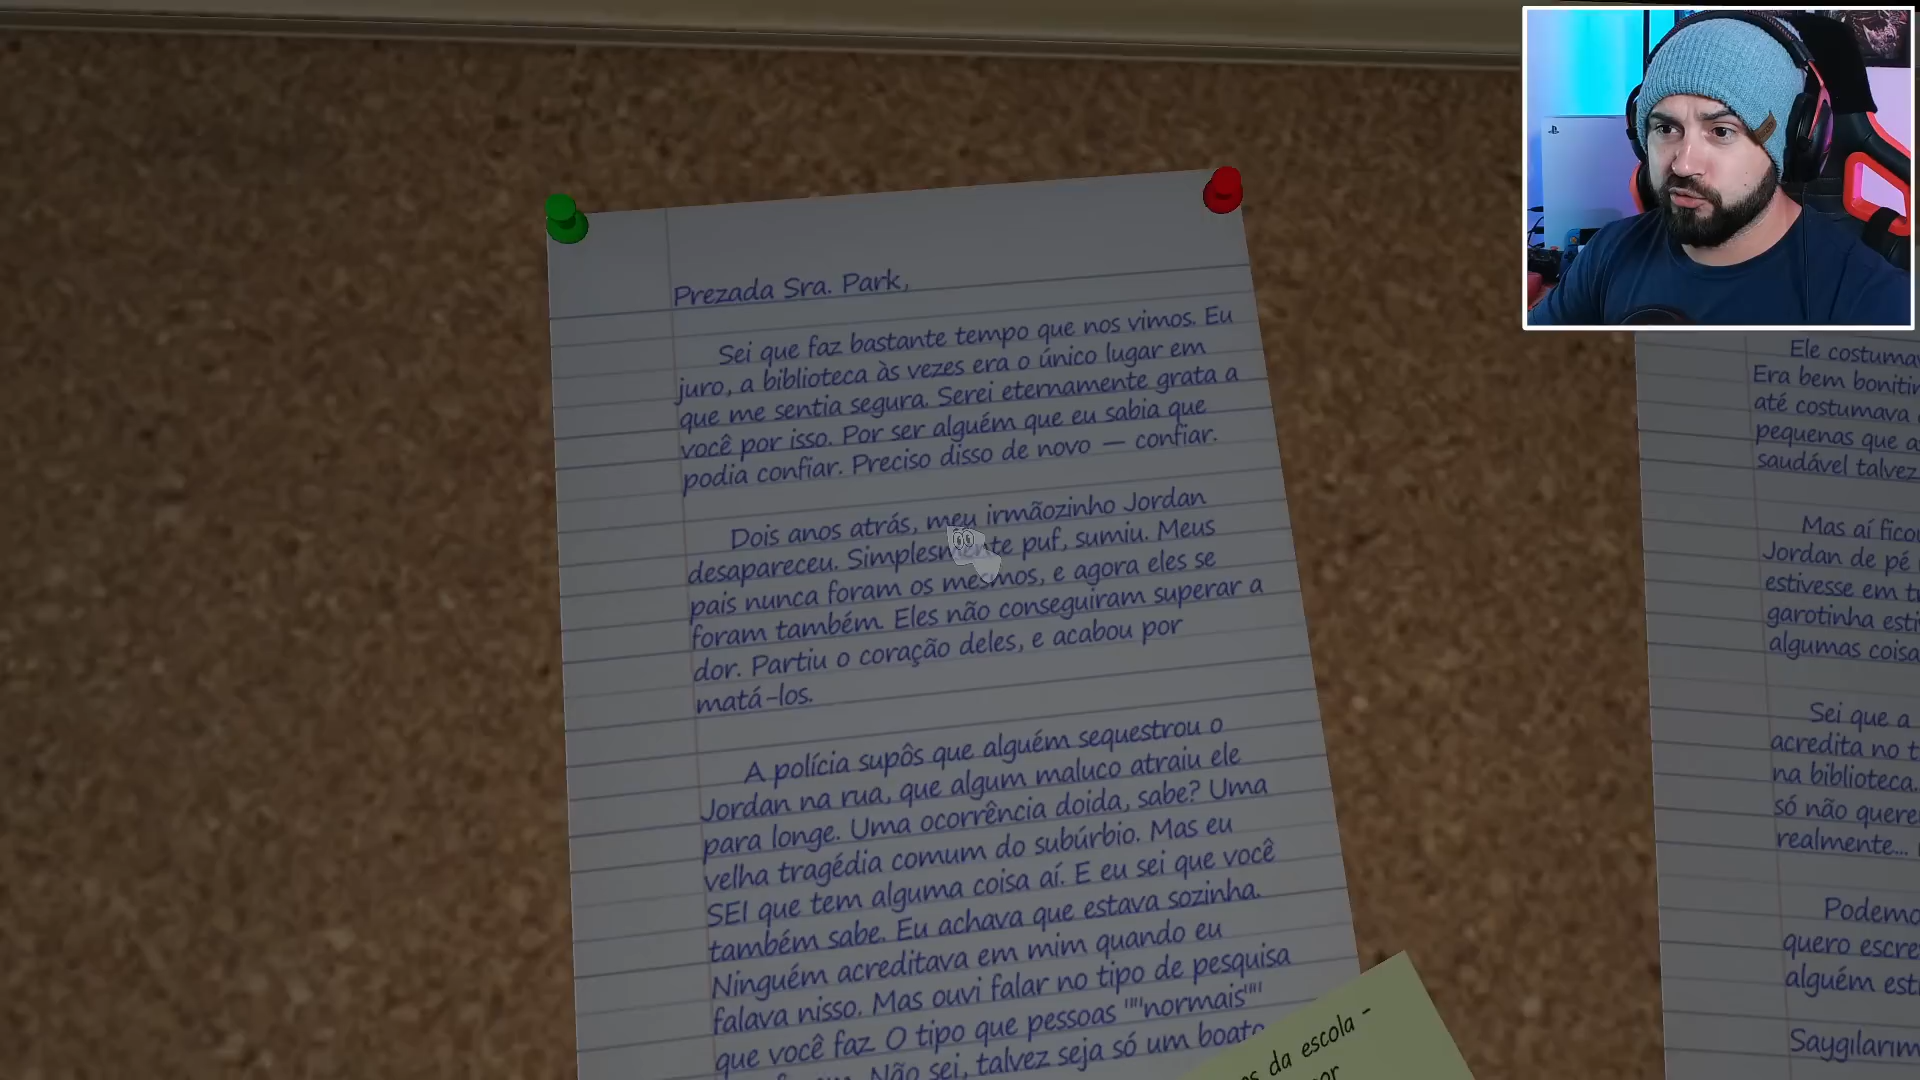 Prezada Sra. Park,
Sei que faz bastante tempo que nos vimos. Eu
juro, a biblioteca às vezes era o único lugar em
que me sentia segura. Serei eternamente grata a
você por isso. Por ser alguém que eu sabia que
podia confiar. Preciso disso de novo — confiar.
Dois anos atrás, meu irmãozinho Jordan
desapareceu. Simplesmente puf, sumiu. Meus
pais nunca foram os mesmos, e agora eles se
foram também. Eles não conseguiram superar a
dor. Partiu o coração deles, e acabou por
matá-los.
A polícia supôs que alguém sequestrou o
Jordan na rua, que algum maluco atraiu ele
para longe. Uma ocorrência doida, sabe? Uma
velha tragédia comum do subúrbio. Mas eu
SEI que tem alguma coisa aí. E eu sei que você
também sabe. Eu achava que estava sozinha.
Ninguém acreditava em mim quando eu
falava nisso. Mas ouvi falar no tipo de pesquisa
que você faz O tipo que pessoas ""normais""
Não sei, talvez seja só um boato
da escola -
Ele costumav
Era bem bonitin
até costumava
pequenas que a
saudável talvez
Mas aí ficou
Jordan de pé
estivesse em tu
garotinha esti
algumas coisa
Sei que a
acredita no t
na biblioteca.
só não quere
realmente...
Podemo
quero escre
alguém est
Saygılarım